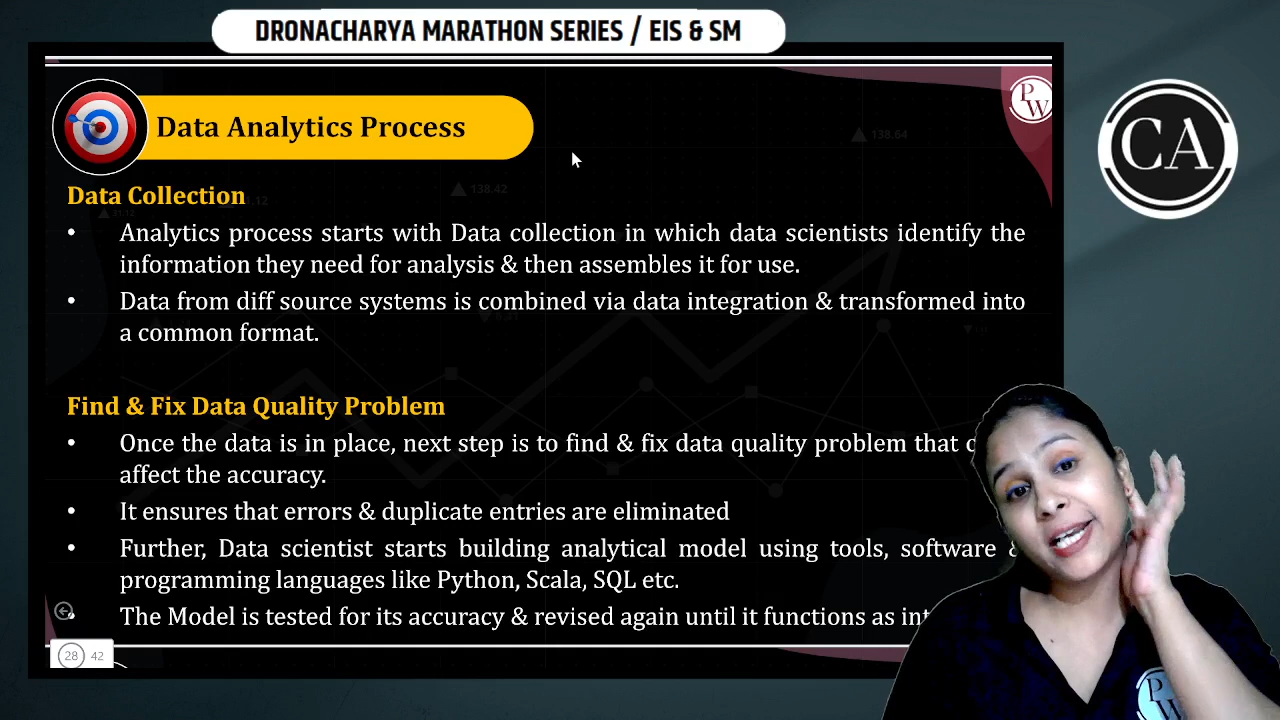 DRONACHARYA MARATHON SERIES / EIS & SM
PW
CA
Data Analytics Process
138.54
138.42
Data Collection
• Analytics process starts with Data collection in which data scientists identify the
information they need for analysis & then assembles it for use.
• Data from diff source systems is combined via data integration & transformed into
a common format.
Find & Fix Data Quality Problem
• Once the data is in place, next step is to find & fix data quality problem that
affect the accuracy.
• It ensures that errors & duplicate entries are eliminated
• Further, Data scientist starts building analytical model using tools, software &
programming languages like Python, Scala, SQL etc.
• The Model is tested for its accuracy & revised again until it functions as
28 42
PW